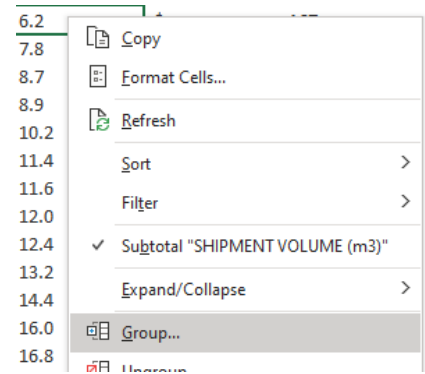 6.2
Copy
7.8
8.7
Format Cells...
8.9
Refresh
10.2
11.4
Sort
11.6
Filter
12.0
12.4
Subtotal "SHIPMENT VOLUME (m3)"
13.2
Expand/Collapse
14.4
16.0
Group...
16.8
Ungroup